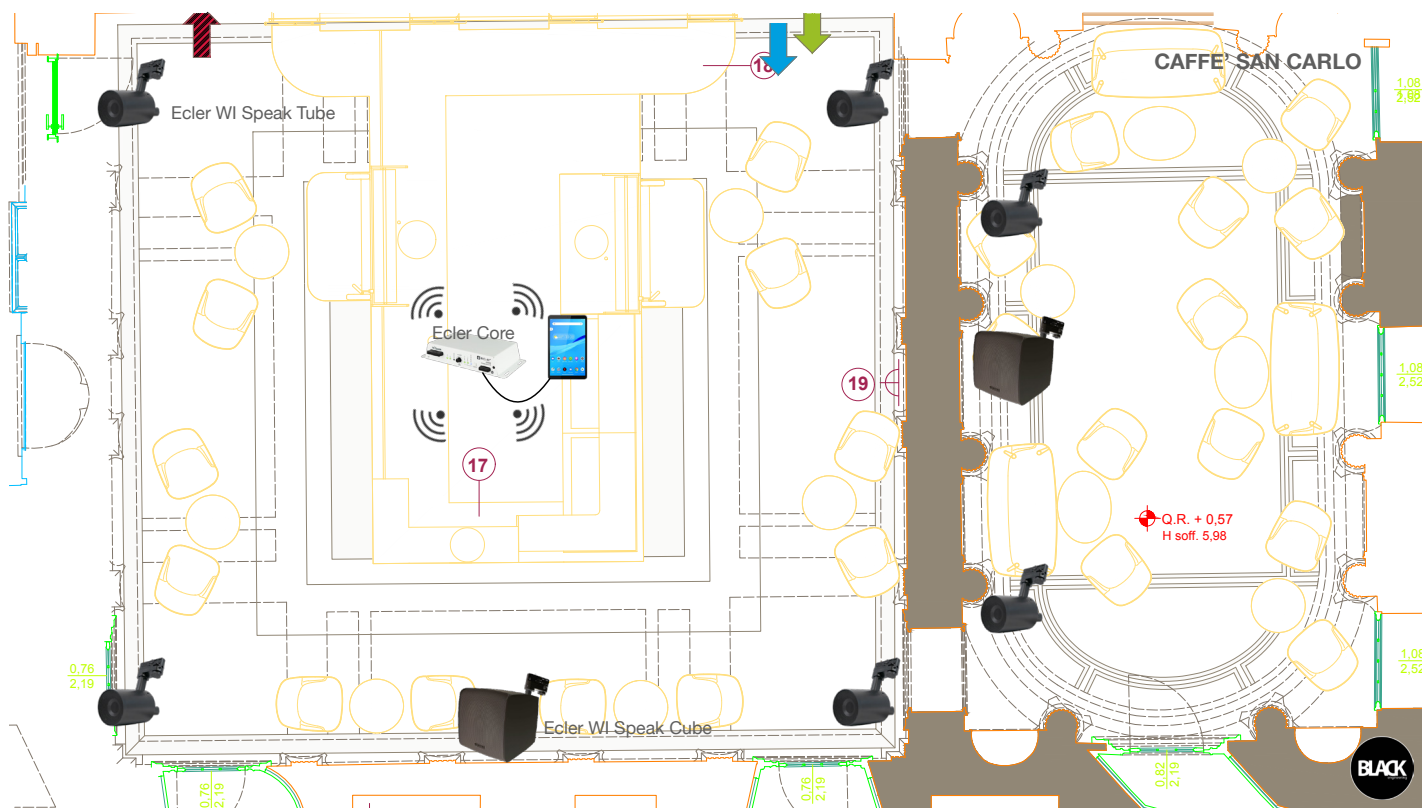 18
CAFFE' SAN CARLO
Ecler WI Speak Tube
1,08
Ecler Core
19
1,08
2,52
17
Q.R. + 0,57
H soff. 5,98
0,76
2,19
1,08
2,52
Ecler WI Speak Cube
0,76
2,19
0,76
2,19
0,82
2,19
BLACK